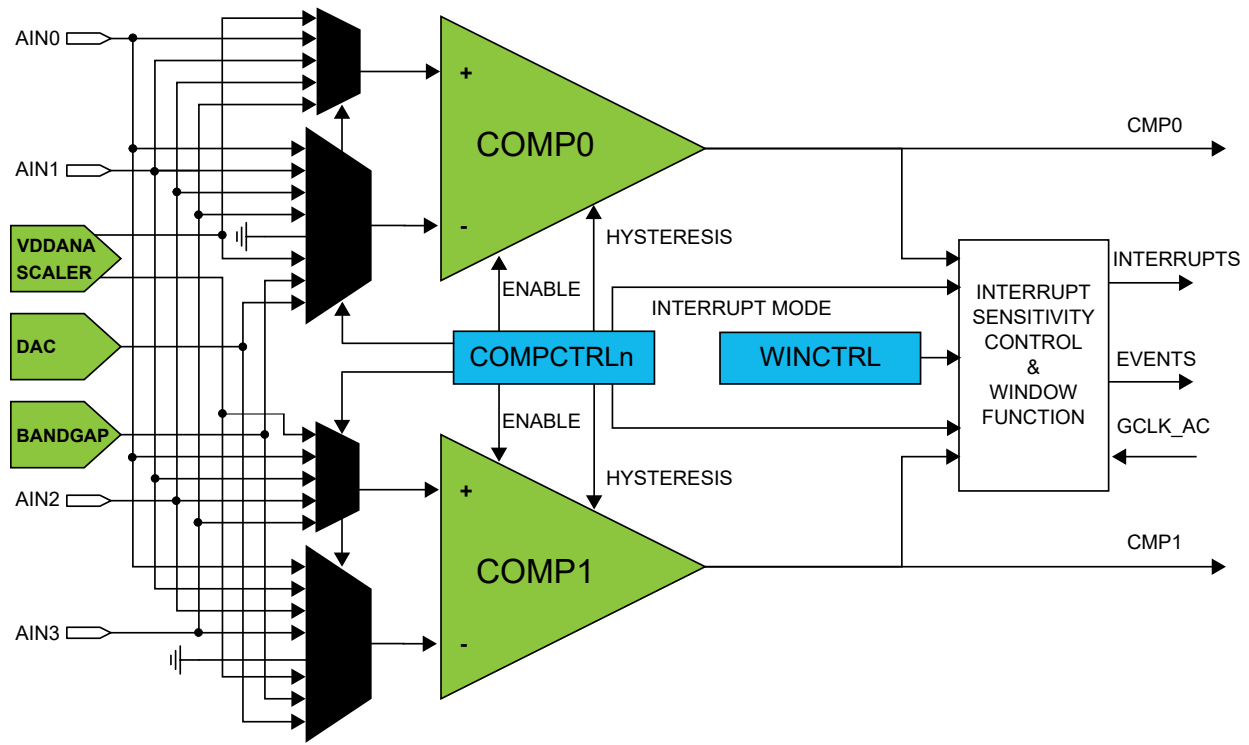 AIN0
+
COMP0
CMP0
AIN1
-
HYSTERESIS
VDDANA
SCALER
ENABLE
INTERRUPT MODE
INTERRUPTS
INTERRUPT
SENSITIVITY
CONTROL
&
WINDOW
FUNCTION
DAC
COMPCTRLn
WINCTRL
EVENTS
ENABLE
GCLK_AC
BANDGAP
HYSTERESIS
AIN2
+
COMP1
CMP1
AIN3
-